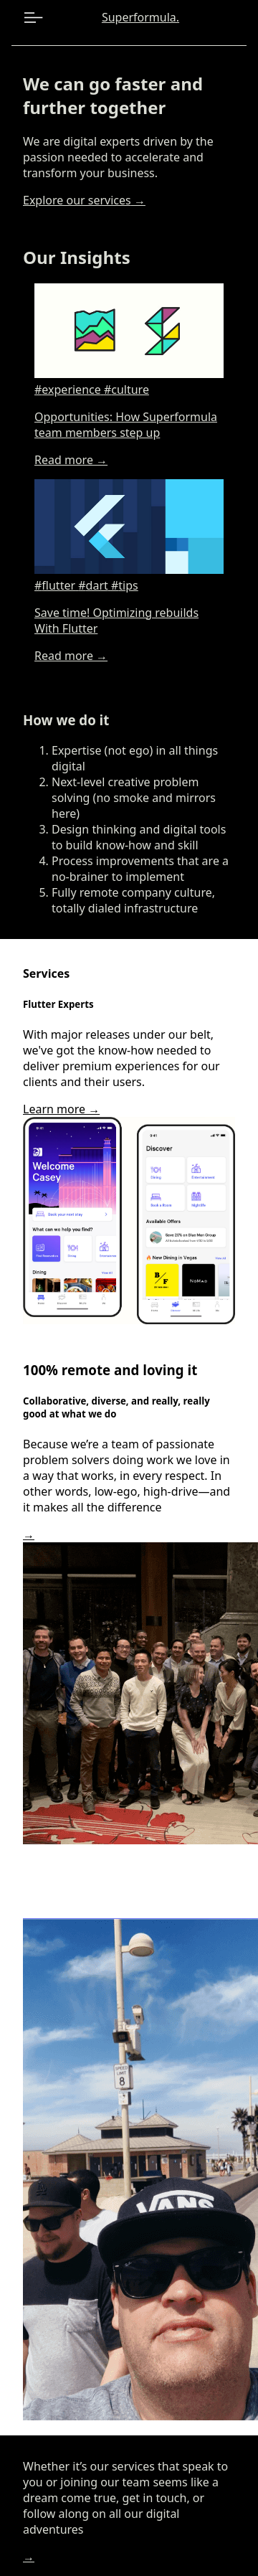 Superformula.
We can go faster and
further together
We are digital experts driven by the
passion needed to accelerate and
transform your business.
Explore our services →
Our Insights
#experience #culture
Opportunities: How Superformula
team members step up
Read more →
#flutter #dart #tips
Save time! Optimizing rebuilds
With Flutter
Read more →
How we do it
1. Expertise (not ego) in all things
digital
2. Next-level creative problem
solving (no smoke and mirrors
here)
3. Design thinking and digital tools
to build know-how and skill
4. Process improvements that are a
no-brainer to implement
5. Fully remote company culture,
totally dialed infrastructure
Services
Flutter Experts
With major releases under our belt,
we've got the know-how needed to
deliver premium experiences for our
clients and their users.
Learn more →
Welcome
Casey
What can we help you find?
Dining
Discover
Available Offers
New Dining in Vegas
B/F
100% remote and loving it
Collaborative, diverse, and really, really
good at what we do
Because we’re a team of passionate
problem solvers doing work we love in
a way that works, in every respect. In
other words, low-ego, high-drive—and
it makes all the difference
→
SPEED
LIMIT
8
VANS
Whether it’s our services that speak to
you or joining our team seems like a
dream come true, get in touch, or
follow along on all our digital
adventures
→